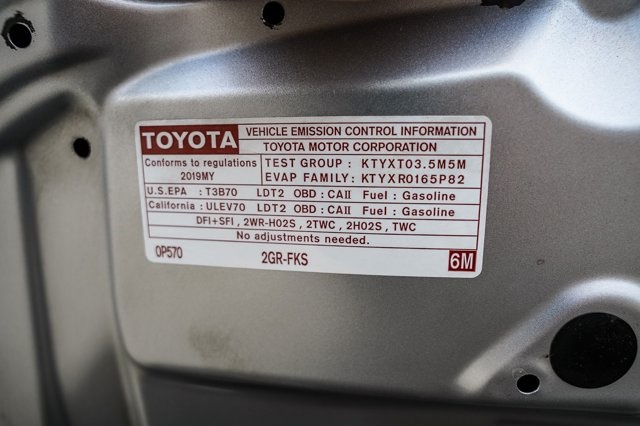 TOYOTA VEHICLE EMISSION CONTROL INFORMATION
TOYOTA MOTOR CORPORATION
Conforms to regulations
2019MY
TEST GROUP : KTYXT03.5M5M
EVAP FAMILY: KTYXR0165P82
U.S.EPA : T3B70 LDT2 OBD : CAII Fuel : Gasoline
California : ULEV70 LDT2 OBD : CAII Fuel : Gasoline
DFI+SFI , 2WR-HO2S , 2TWC , 2HO2S , TWC
No adjustments needed.
0P570 2GR-FKS 6M